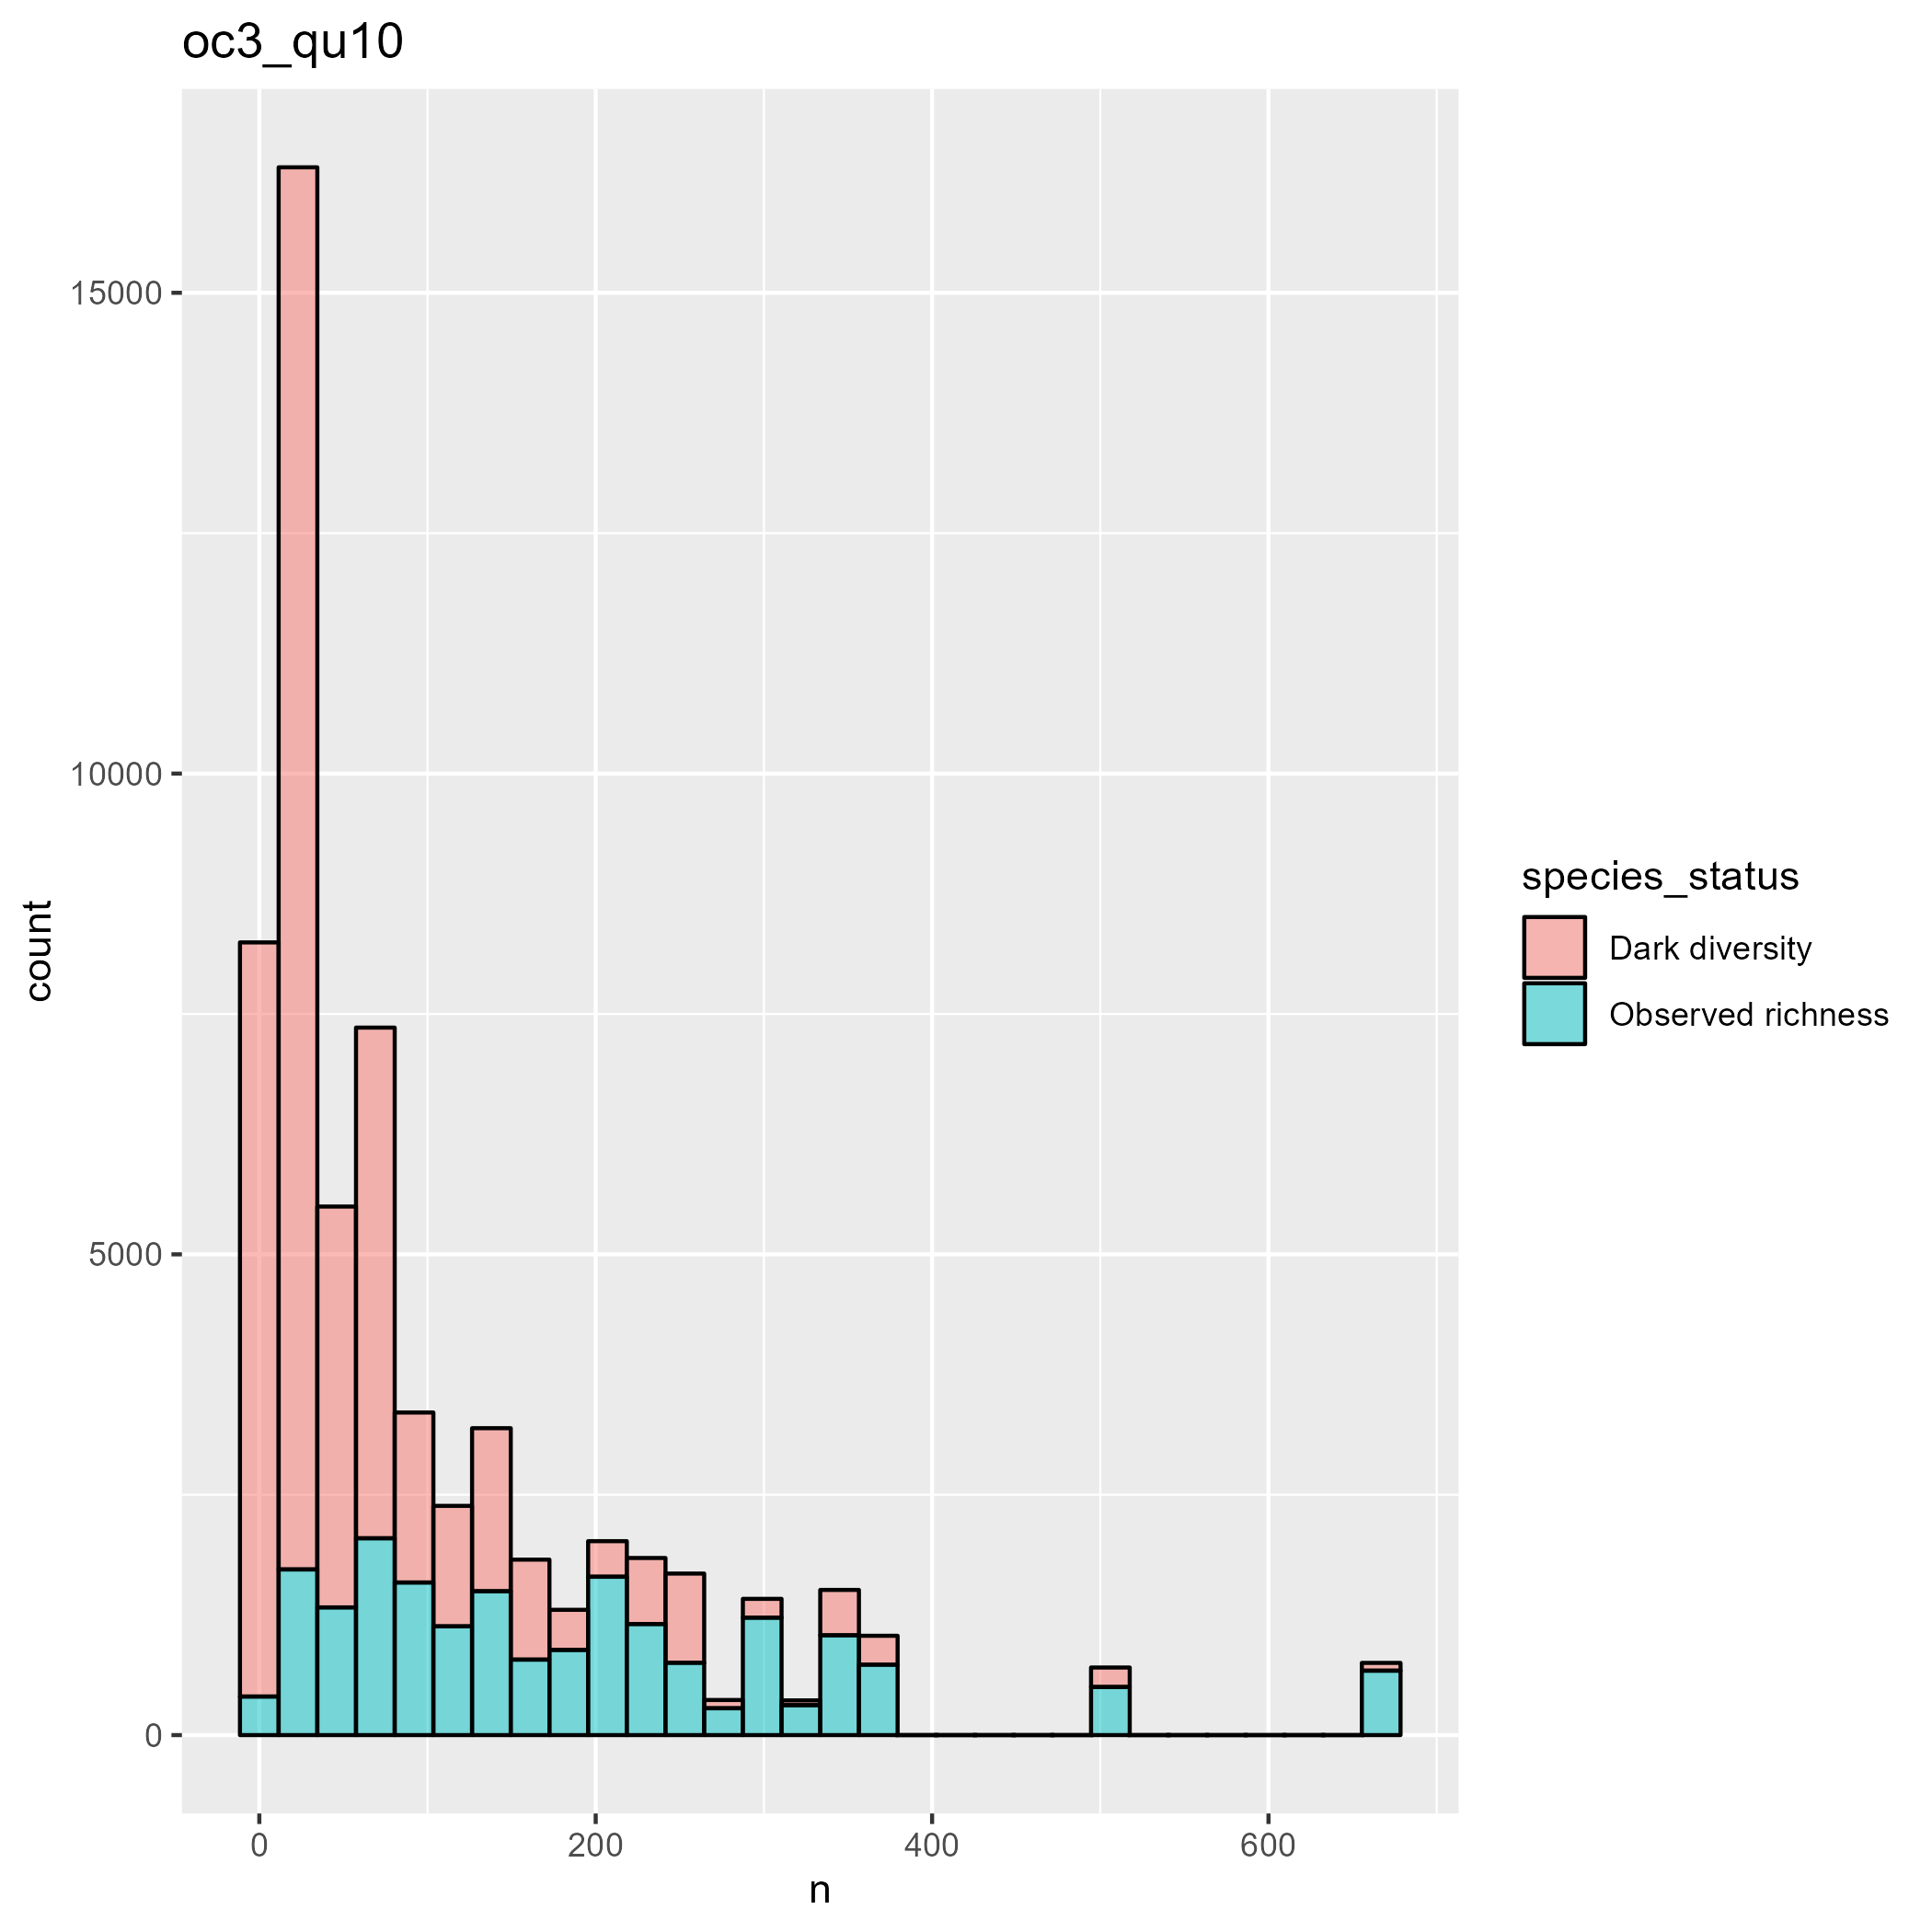 oc3_qu10
15000
10000
5000
0
count
0 200 400 600
n
species_status
Dark diversity
Observed richness